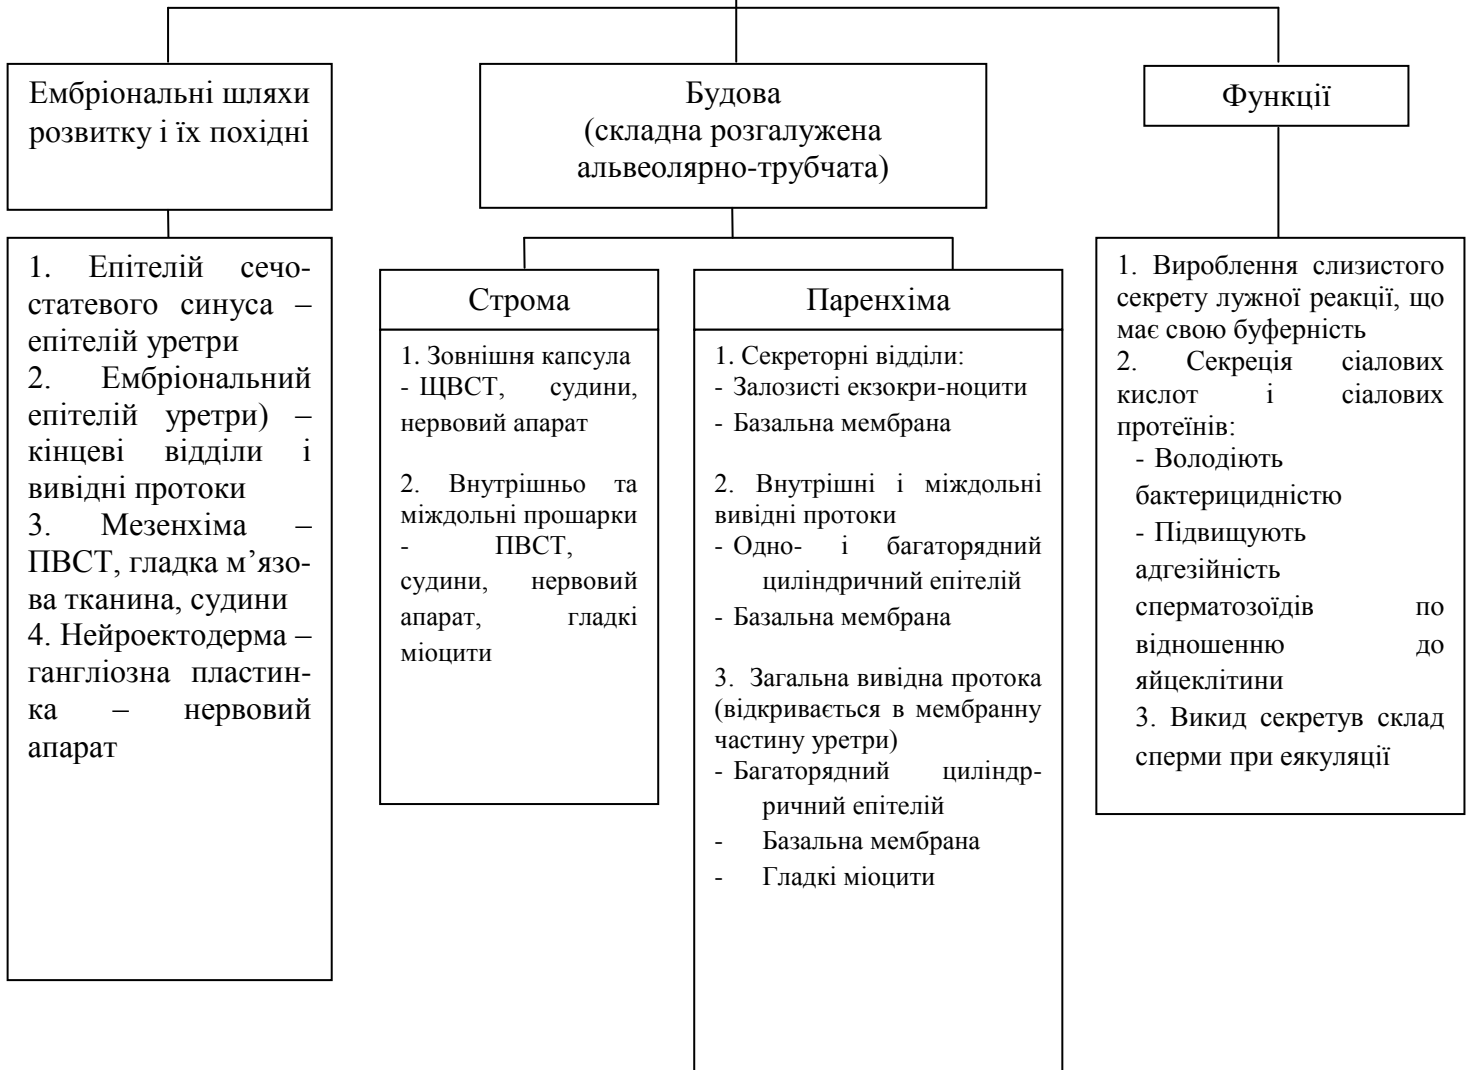 Ембріональні шляхи
розвитку і їх похідні
1. Епітелій сечо-
статевого синуса –
епітелій уретри
2. Ембріональний
епітелій уретри) –
кінцеві відділи і
вивідні протоки
3. Мезенхіма –
ПВСТ, гладка м’язо-
ва тканина, судини
4. Нейроектодерма –
гангліозна пластин-
ка – нервовий
апарат
Будова
(складна розгалужена
альвеолярно-трубчата)
Строма
1. Зовнішня капсула
- ЩВСТ, судини,
нервовий апарат
2. Внутрішньо та
міждольні прошарки
- ПВСТ,
судини, нервовий
апарат, гладкі
міоцити
Паренхіма
1. Секреторні відділи:
- Залозисті екзокри-ноцити
- Базальна мембрана
2. Внутрішні і міждольні
вивідні протоки
- Одно- і багаторядний
циліндричний епітелій
- Базальна мембрана
3. Загальна вивідна протока
(відкривається в мембранну
частину уретри)
- Багаторядний циліндр-
ричний епітелій
- Базальна мембрана
- Гладкі міоцити
Функції
1. Вироблення слизистого
секрету лужної реакції, що
має свою буферність
2. Секреція сіалових
кислот і сіалових
протеїнів:
- Володіють
бактерицидністю
- Підвищують
адгезійність
сперматозоїдів по
відношенню до
яйцеклітини
3. Викид секретув склад
сперми при еякуляції